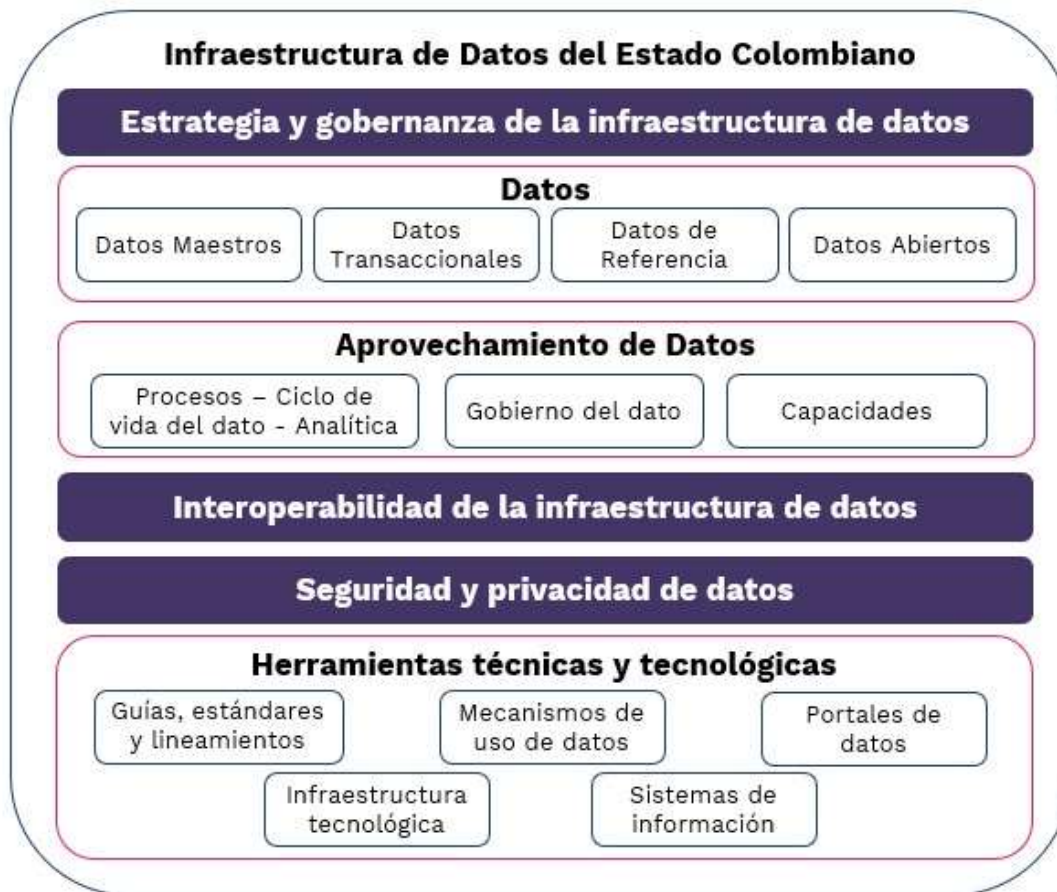 Infraestructura de Datos del Estado Colombiano
Estrategia y gobernanza de la infraestructura de datos
Datos
Datos Maestros
Datos
Transaccionales
Datos de
Referencia
Datos Abiertos
Aprovechamiento de Datos
Procesos – Ciclo de
vida del dato - Analítica
Gobierno del dato
Capacidades
Interoperabilidad de la infraestructura de datos
Seguridad y privacidad de datos
Herramientas técnicas y tecnológicas
Guías, estándares
y lineamientos
Mecanismos de
uso de datos
Portales de
datos
Infraestructura
tecnológica
Sistemas de
información